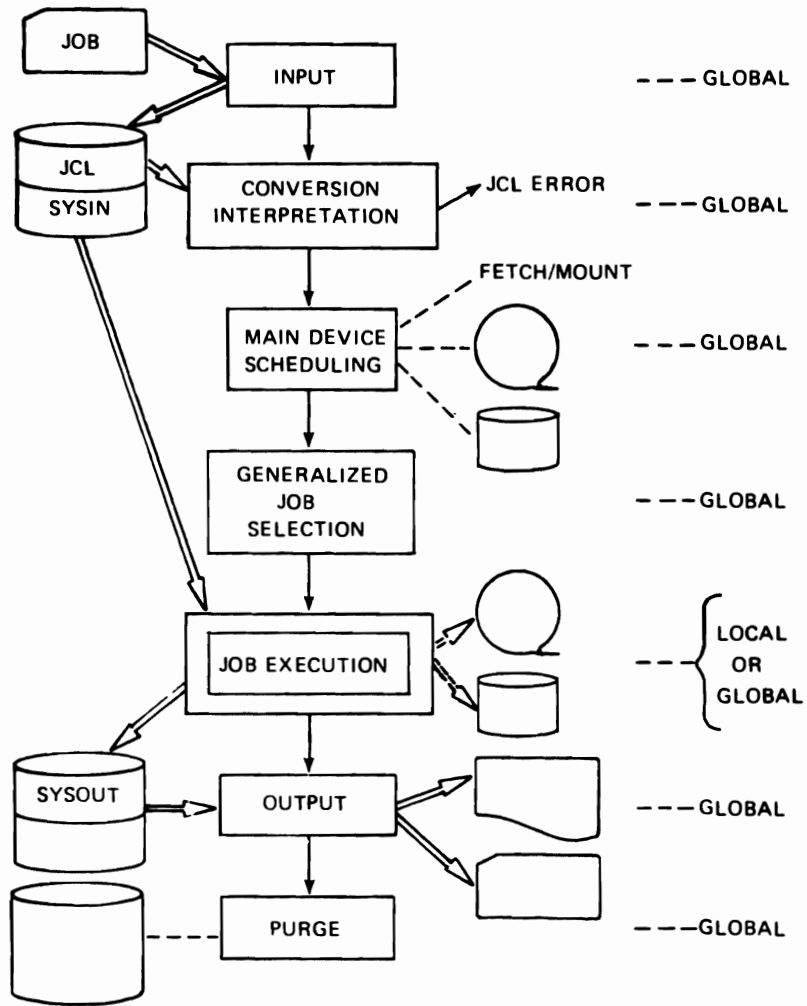 JOB
INPUT
--- GLOBAL
JCL
SYSIN
CONVERSION
INTERPRETATION
JCL ERROR
--- GLOBAL
FETCH/MOUNT
MAIN DEVICE
SCHEDULING
--- GLOBAL
GENERALIZED
JOB
SELECTION
--- GLOBAL
JOB EXECUTION
LOCAL
OR
GLOBAL
SYSOUT
OUTPUT
--- GLOBAL
PURGE
--- GLOBAL